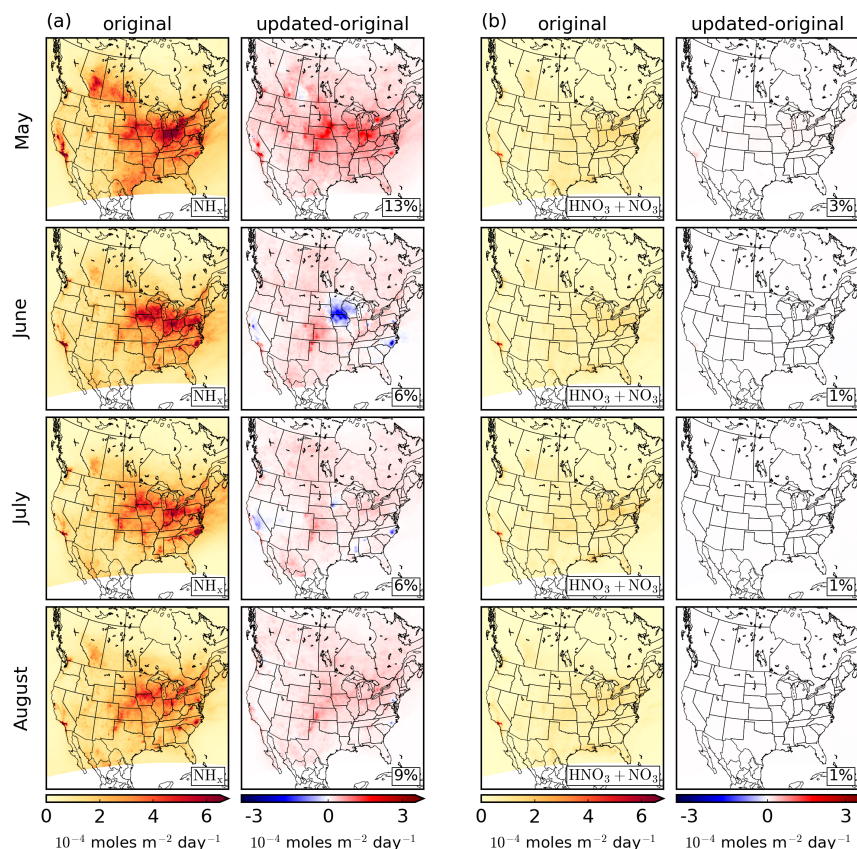 (a) original updated-original (b) original updated-original
May NHₓ 13% HNO₃ + NO₃ 3%
June NHₓ 6% HNO₃ + NO₃ 1%
July NHₓ 6% HNO₃ + NO₃ 1%
August NHₓ 9% HNO₃ + NO₃ 1%
0 2 4 6 -3 0 3 0 2 4 6 -3 0 3
10⁻⁴ moles m⁻² day⁻¹ 10⁻⁴ moles m⁻² day⁻¹ 10⁻⁴ moles m⁻² day⁻¹ 10⁻⁴ moles m⁻² day⁻¹